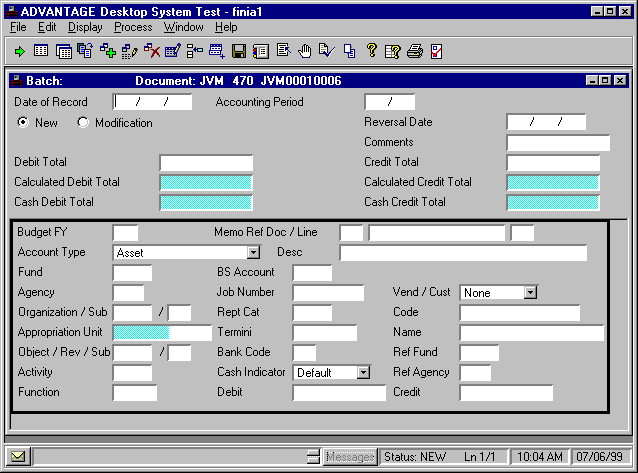 ADVANTAGE Desktop System Test - finia1
File Edit Display Process Window Help
Batch: Document: JVM 470 JVM00010006
Date of Record / / Accounting Period /
New Modification Reversal Date / /
Comments
Debit Total Credit Total
Calculated Debit Total Calculated Credit Total
Cash Debit Total Cash Credit Total
Budget FY Memo Ref Doc / Line
Account Type Asset Desc
Fund BS Account
Agency Job Number Vend / Cust None
Organization / Sub / Rept Cat Code
Appropriation Unit Termini Name
Object / Rev / Sub / Bank Code Ref Fund
Activity Cash Indicator Default Ref Agency
Function Debit Credit
Messages Status: NEW Ln 1/1 10:04 AM 07/06/99